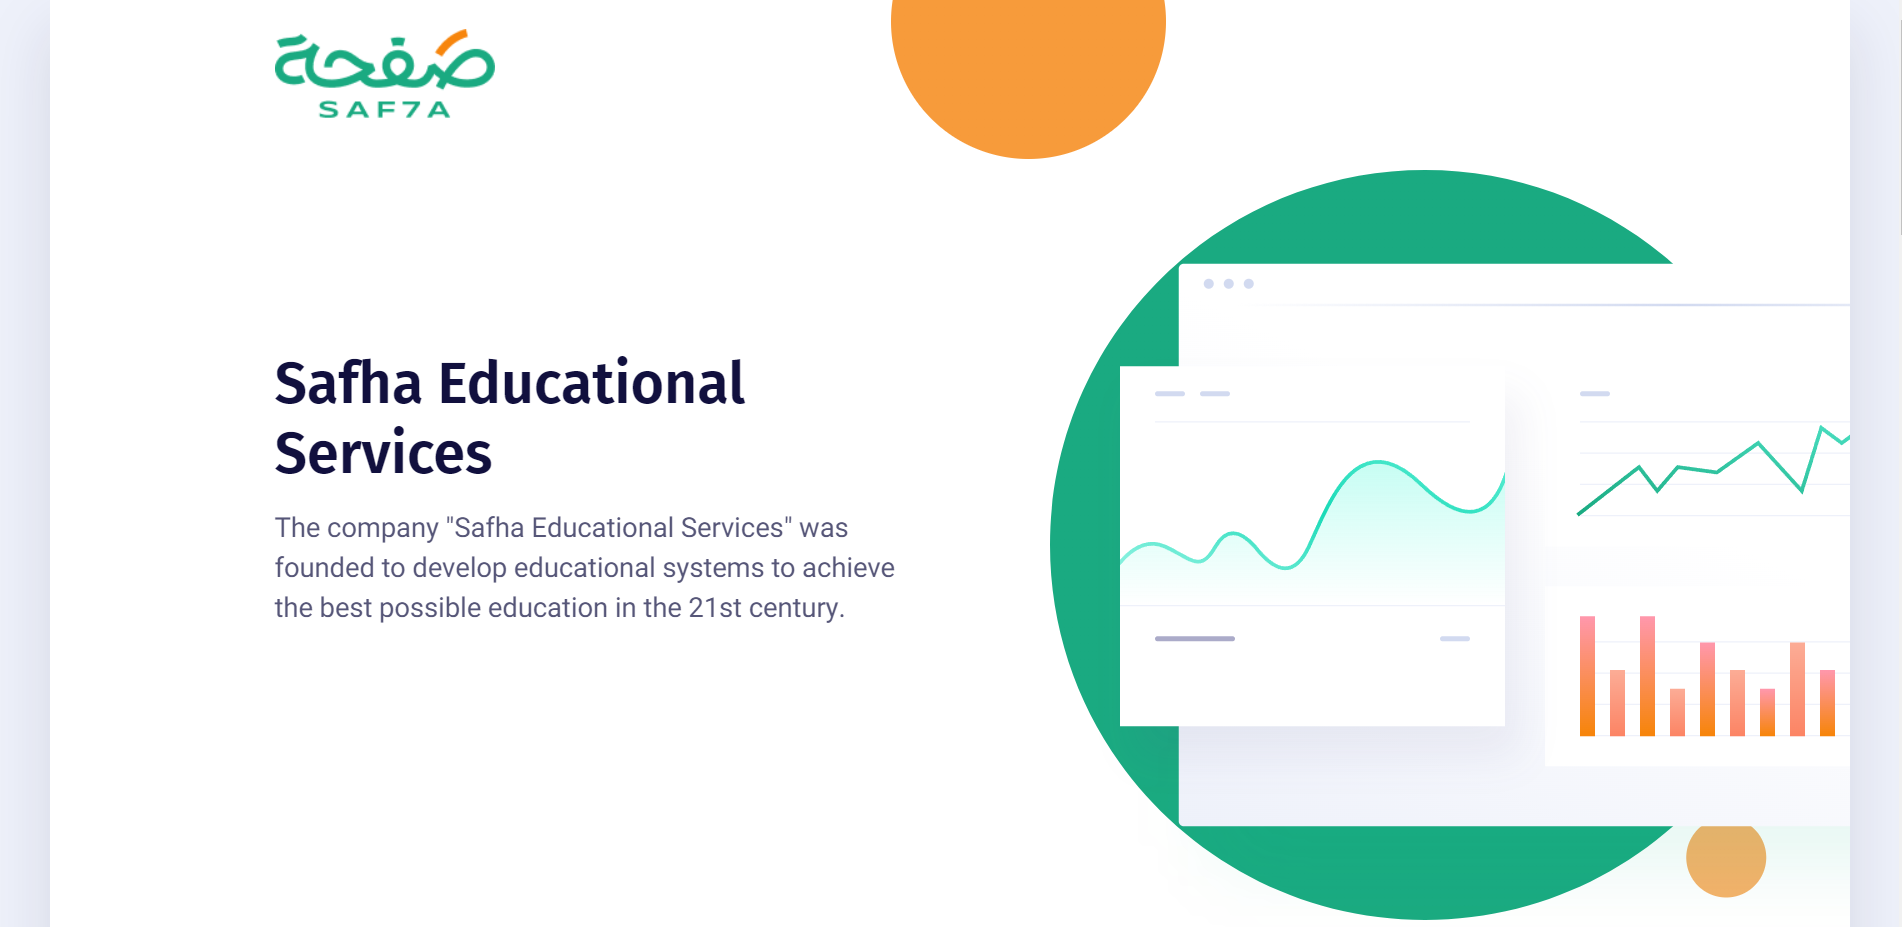 صفحة
SAF7A
Safha Educational
Services
The company "Safha Educational Services" was
founded to develop educational systems to achieve
the best possible education in the 21st century.